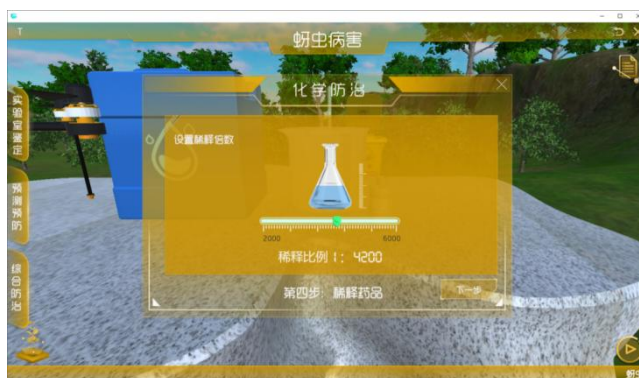 T
蚜虫病害
化学防治
实验室鉴定
预测预防
综合防治
设置稀释倍数
2000
6000
稀释比例 1： 4200
第四步：稀释药品
下一步